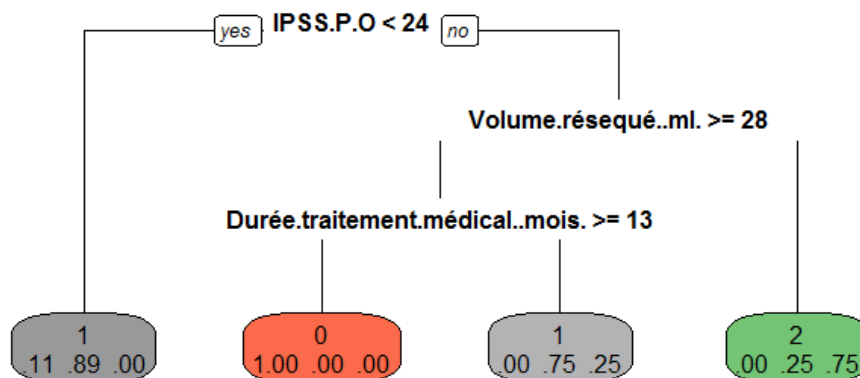 yes IPSS.P.O < 24 no
Volume.résequé..ml. >= 28
Durée.traitement.médical..mois. >= 13
1 0 1 2
.11 .89 .00 1.00 .00 .00 .00 .75 .25 .00 .25 .75